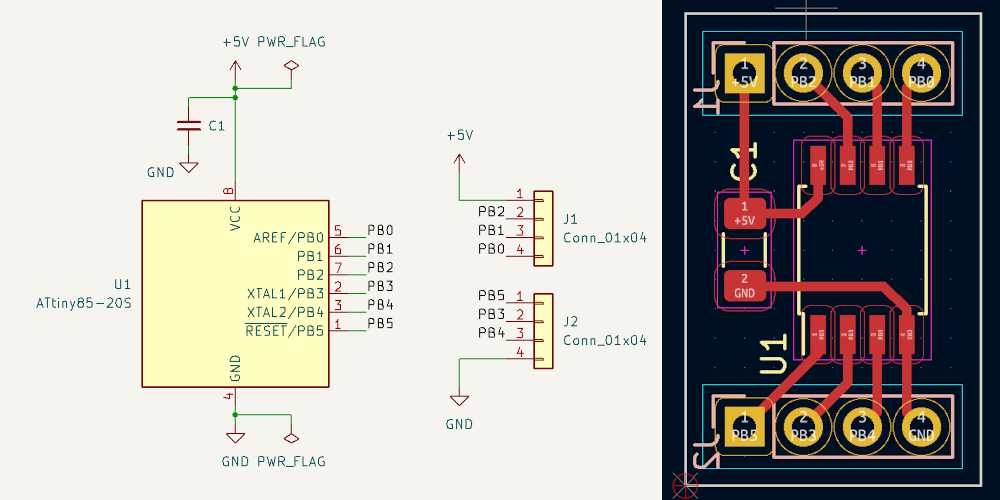 +5V PWR_FLAG
C1
GND
8
VCC
U1
ATtiny85-20S
AREF/PB0 5 PB0
PB1 6 PB1
PB2 7 PB2
XTAL1/PB3 2 PB3
XTAL2/PB4 3 PB4
RESET/PB5 1 PB5
GND
4
GND PWR_FLAG
+5V
1
PB2 2
PB1 3
PB0 4
J1
Conn_01x04
PB5 1
PB3 2
PB4 3
4
J2
Conn_01x04
GND
1 2 3 4
+5V PB2 PB1 PB0
J1
C1
1
+5V
2
GND
U1
1 2 3 4
PB5 PB3 PB4 GND
J2